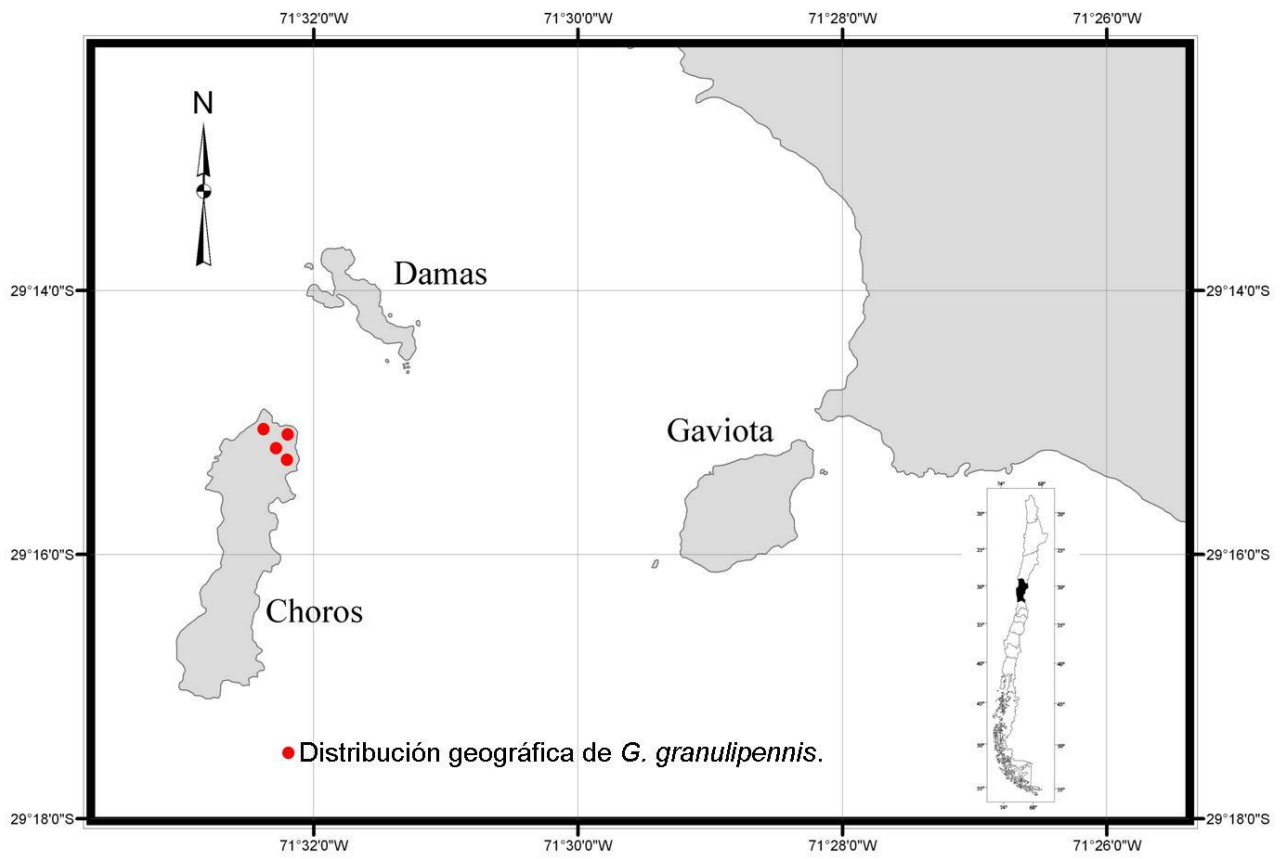 71°32'0"W 71°30'0"W 71°28'0"W 71°26'0"W
N
Damas
29°14'0"S 29°14'0"S
Gaviota
74° 68°
29°16'0"S 29°16'0"S
Choros
Distribución geográfica de G. granulipennis.
29°18'0"S 29°18'0"S
71°32'0"W 71°30'0"W 71°28'0"W 71°26'0"W